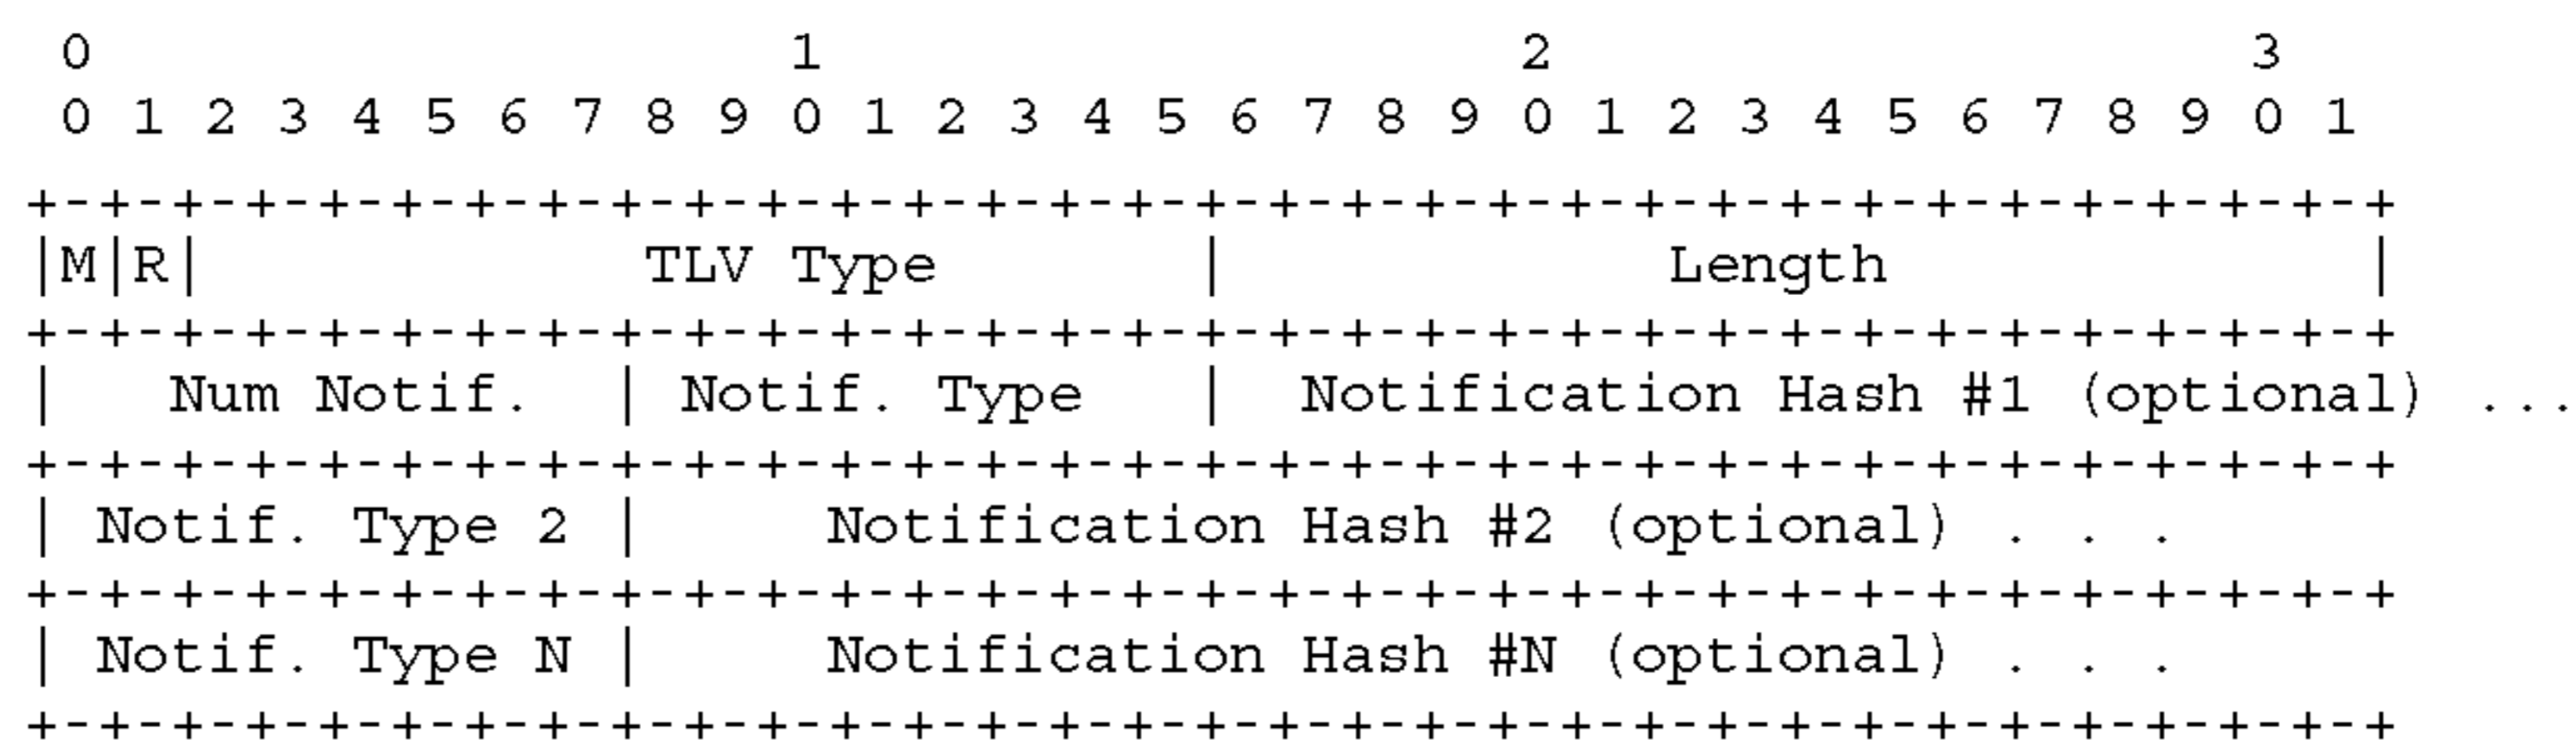 0                   1                   2                   3
 0 1 2 3 4 5 6 7 8 9 0 1 2 3 4 5 6 7 8 9 0 1 2 3 4 5 6 7 8 9 0 1
+-+-+-+-+-+-+-+-+-+-+-+-+-+-+-+-+-+-+-+-+-+-+-+-+-+-+-+-+-+-+-+-+
|M|R|            TLV Type       |            Length             |
+-+-+-+-+-+-+-+-+-+-+-+-+-+-+-+-+-+-+-+-+-+-+-+-+-+-+-+-+-+-+-+-+
|   Num Notif.  | Notif. Type   |  Notification Hash #1 (optional) ...
+-+-+-+-+-+-+-+-+-+-+-+-+-+-+-+-+-+-+-+-+-+-+-+-+-+-+-+-+-+-+-+-+
| Notif. Type 2 |     Notification Hash #2 (optional) . . .
+-+-+-+-+-+-+-+-+-+-+-+-+-+-+-+-+-+-+-+-+-+-+-+-+-+-+-+-+-+-+-+-+
| Notif. Type N |     Notification Hash #N (optional) . . .
+-+-+-+-+-+-+-+-+-+-+-+-+-+-+-+-+-+-+-+-+-+-+-+-+-+-+-+-+-+-+-+-+